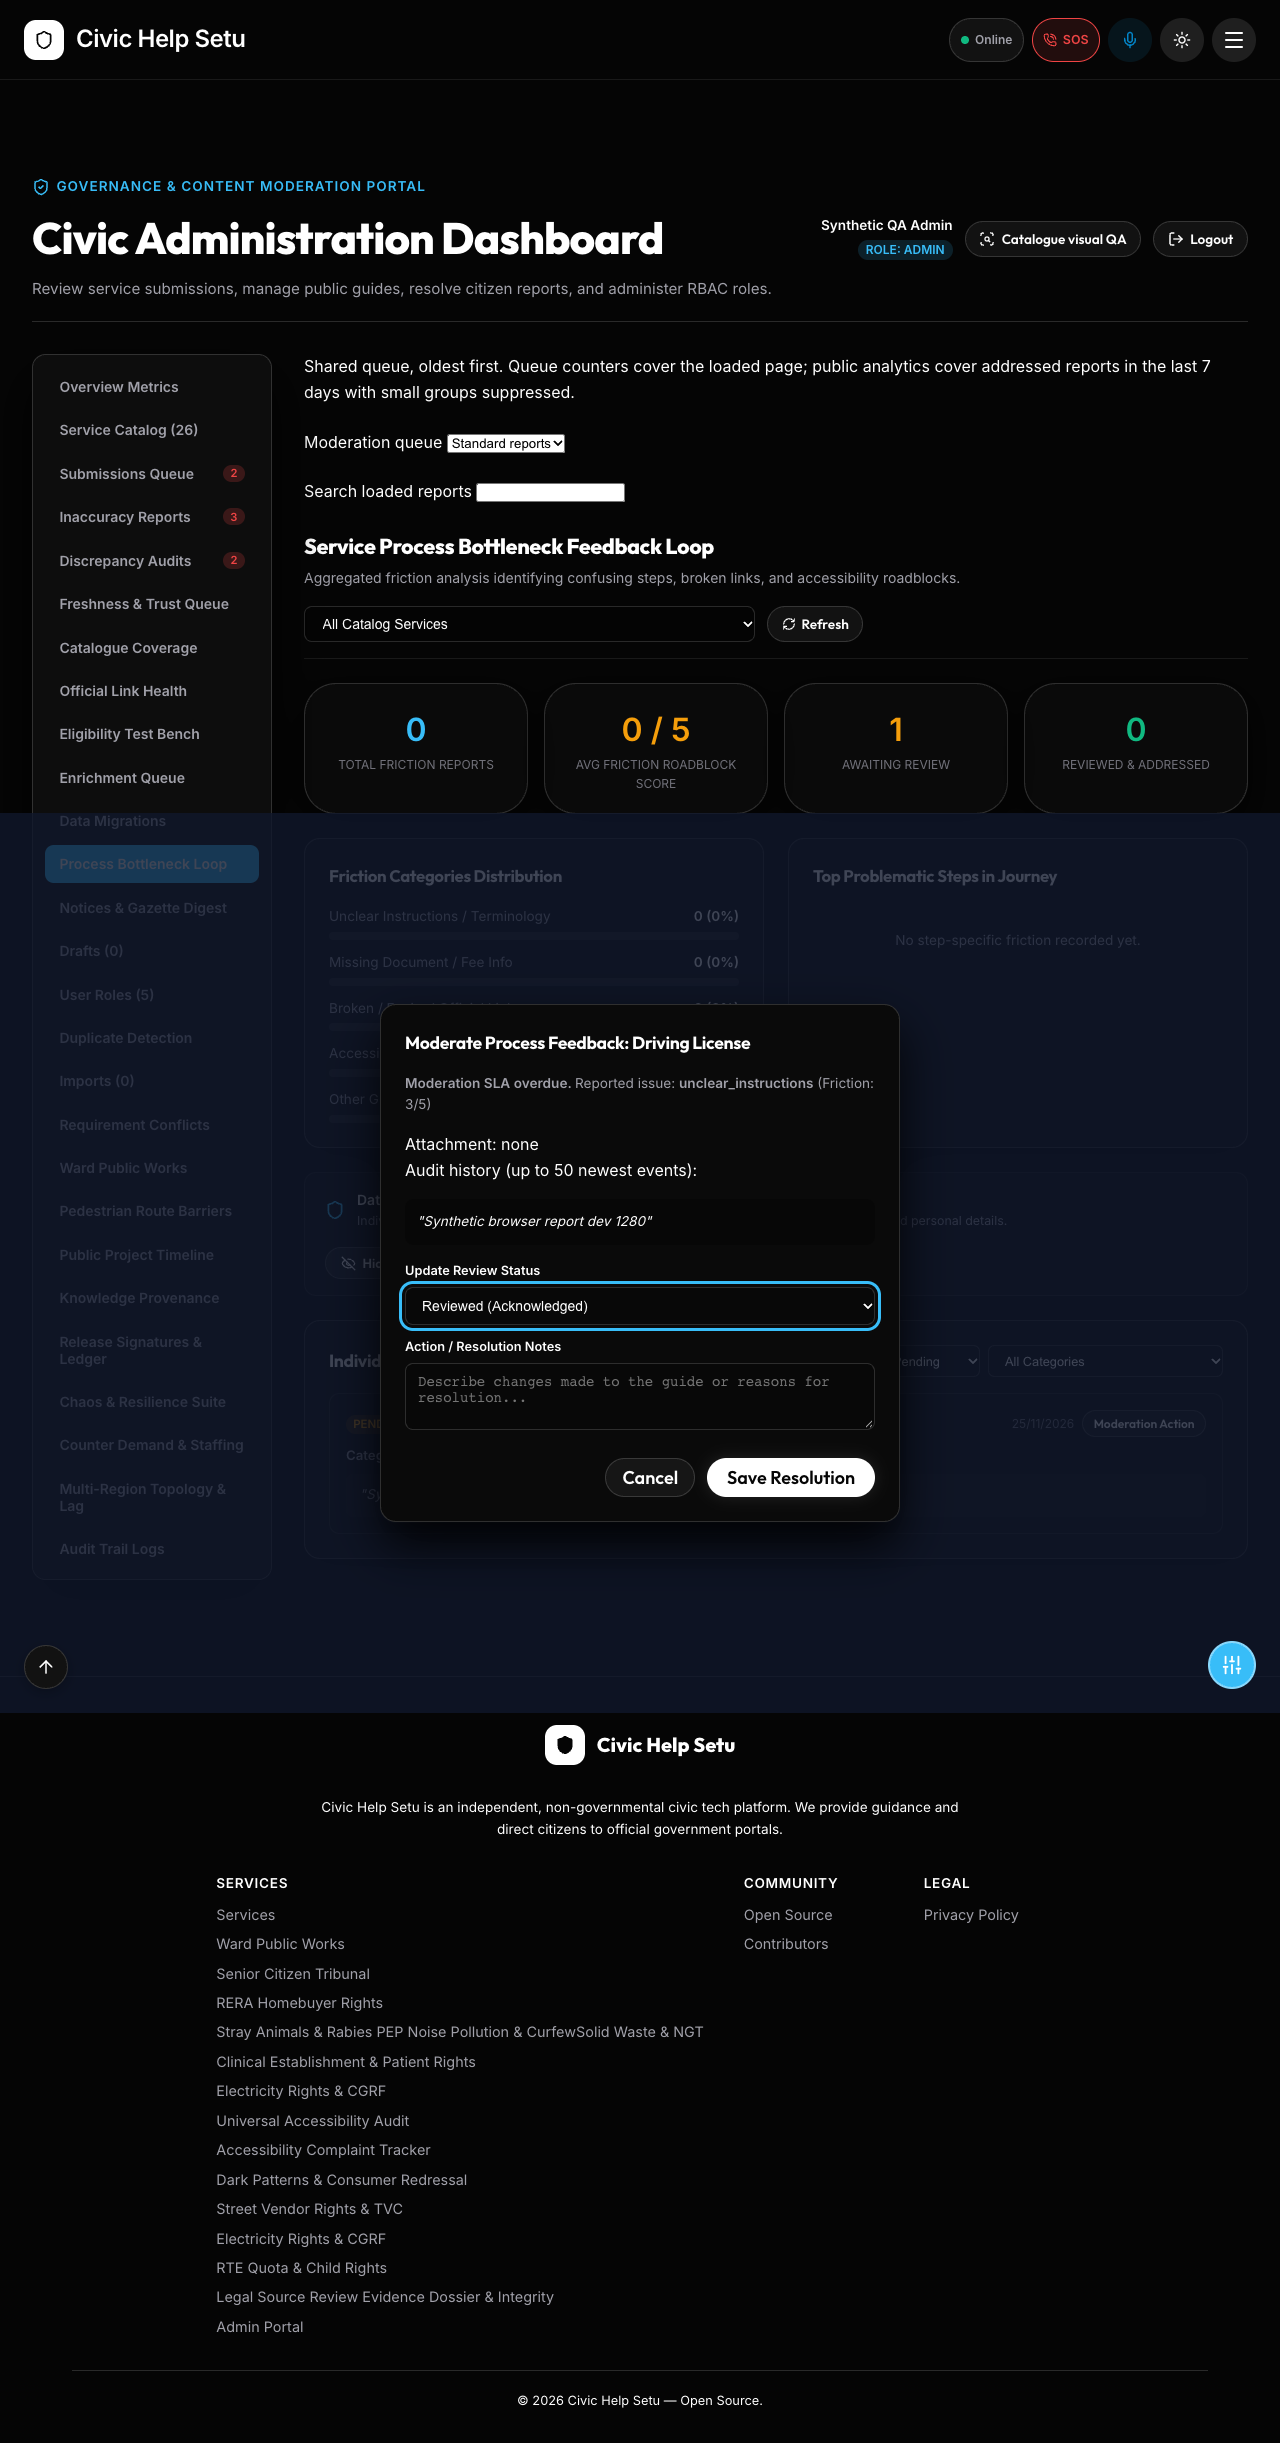 Civic Help Setu
Online
SOS
GOVERNANCE & CONTENT MODERATION PORTAL
Civic Administration Dashboard
Synthetic QA Admin
ROLE: ADMIN
Catalogue visual QA
Logout
Review service submissions, manage public guides, resolve citizen reports, and administer RBAC roles.
Overview Metrics
Service Catalog (26)
Submissions Queue 2
Inaccuracy Reports 3
Discrepancy Audits 2
Freshness & Trust Queue
Catalogue Coverage
Official Link Health
Eligibility Test Bench
Enrichment Queue
Data Migrations
Process Bottleneck Loop
Notices & Gazette Digest
Drafts (0)
User Roles (5)
Duplicate Detection
Imports (0)
Requirement Conflicts
Ward Public Works
Pedestrian Route Barriers
Public Project Timeline
Knowledge Provenance
Release Signatures &
Ledger
Chaos & Resilience Suite
Counter Demand & Staffing
Multi-Region Topology &
Lag
Audit Trail Logs
Shared queue, oldest first. Queue counters cover the loaded page; public analytics cover addressed reports in the last 7
days with small groups suppressed.
Moderation queue Standard reports
Search loaded reports
Service Process Bottleneck Feedback Loop
Aggregated friction analysis identifying confusing steps, broken links, and accessibility roadblocks.
All Catalog Services
Refresh
0
TOTAL FRICTION REPORTS
0 / 5
AVG FRICTION ROADBLOCK
SCORE
1
AWAITING REVIEW
0
REVIEWED & ADDRESSED
Friction Categories Distribution
Unclear Instructions / Terminology 0 (0%)
Missing Document / Fee Info 0 (0%)
Broken /
Other
Top Problematic Steps in Journey
No step-specific friction recorded yet.
personal details.
All Categories
25/11/2026
Moderation Action
Moderate Process Feedback: Driving License
Moderation SLA overdue. Reported issue: unclear_instructions (Friction:
3/5)
Attachment: none
Audit history (up to 50 newest events):
"Synthetic browser report dev 1280"
Update Review Status
Reviewed (Acknowledged)
Action / Resolution Notes
Describe changes made to the guide or reasons for
resolution...
Cancel
Save Resolution
Civic Help Setu
Civic Help Setu is an independent, non-governmental civic tech platform. We provide guidance and
direct citizens to official government portals.
SERVICES
Services
Ward Public Works
Senior Citizen Tribunal
RERA Homebuyer Rights
Stray Animals & Rabies PEP Noise Pollution & CurfewSolid Waste & NGT
Clinical Establishment & Patient Rights
Electricity Rights & CGRF
Universal Accessibility Audit
Accessibility Complaint Tracker
Dark Patterns & Consumer Redressal
Street Vendor Rights & TVC
Electricity Rights & CGRF
RTE Quota & Child Rights
Legal Source Review Evidence Dossier & Integrity
Admin Portal
COMMUNITY
Open Source
Contributors
LEGAL
Privacy Policy
© 2026 Civic Help Setu — Open Source.